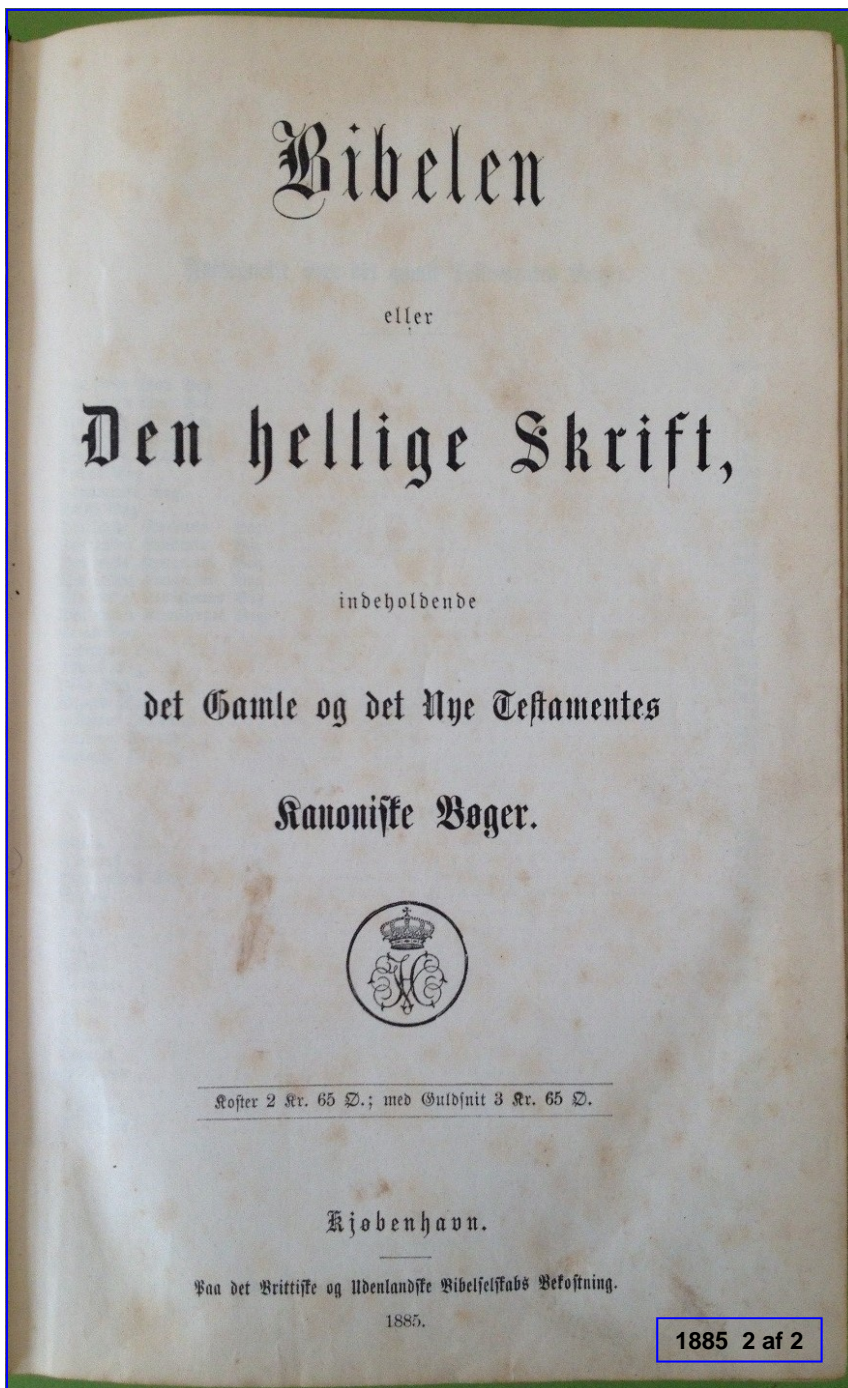 Bibelen
eller
Den hellige Skrift,
indeholdende
det Gamle og det Nye Testamentes
Kanoniske Bøger.
Koster 2 Kr. 65 Ø.; med Guldsnit 3 Kr. 65 Ø.
Kjøbenhavn.
Paa det Brittiske og Udenlandske Bibelselskabs Bekostning.
1885.
1885 2 af 2